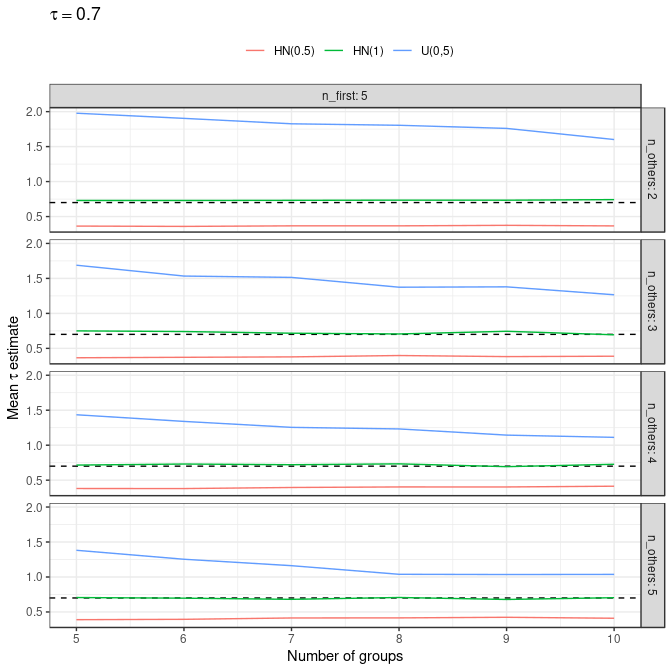 τ = 0.7
HN(0.5) HN(1) U(0,5)
n_first: 5
2.0
1.5
1.0
0.5
n_others: 2
2.0
1.5
1.0
0.5
n_others: 3
2.0
1.5
1.0
0.5
n_others: 4
2.0
1.5
1.0
0.5
n_others: 5
Mean τ estimate
5 6 7 8 9 10
Number of groups